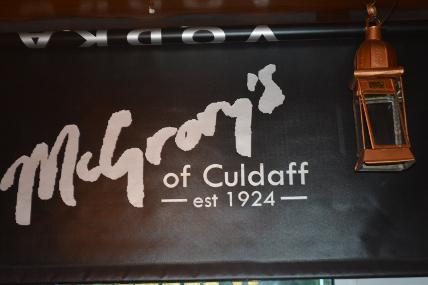 VODKA
McGrory's
of Culdaff
est 1924